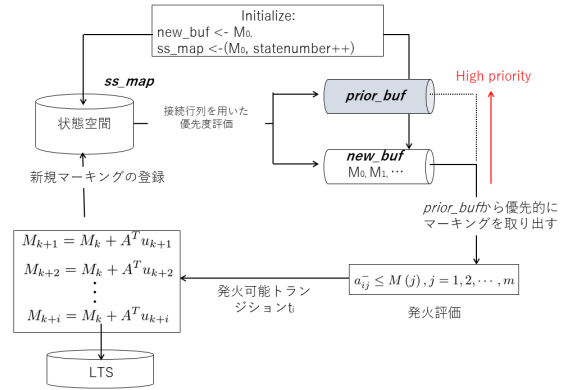 Initialize:
new_buf <- M₀,
ss_map <-(M₀, statenumber++)
ss_map
High priority
状態空間
接続行列を用いた
優先度評価
prior_buf
new_buf
M₀, M₁, …
新規マーキングの登録
prior_bufから優先的に
マーキングを取り出す
M_{k+1} = M_k + A^T u_{k+1}
M_{k+2} = M_k + A^T u_{k+2}
⋮
M_{k+i} = M_k + A^T u_{k+i}
発火可能トラン
ジションtᵢ
a_{ij}^- ≤ M (j), j = 1, 2, ⋯, m
発火評価
LTS